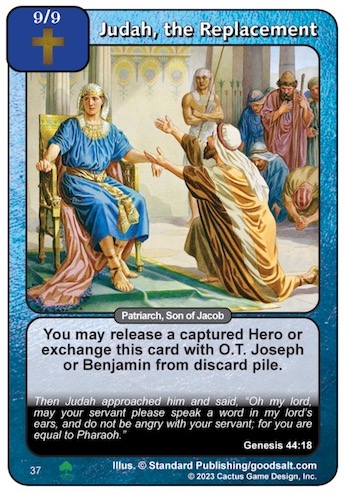 9/9
Judah, the Replacement
Patriarch, Son of Jacob
You may release a captured Hero or
exchange this card with O.T. Joseph
or Benjamin from discard pile.
Then Judah approached him and said, “Oh my lord,
may your servant please speak a word in my lord’s
ears, and do not be angry with your servant; for you
are equal to Pharaoh.”
Genesis 44:18
37
Illus. © Standard Publishing/goodsalt.com
© 2023 Cactus Game Design, Inc.